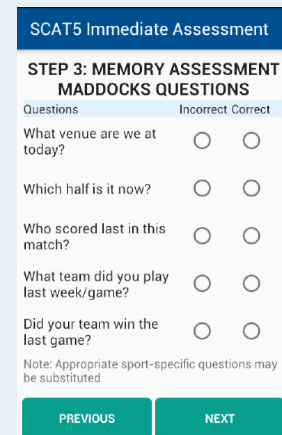 SCAT5 Immediate Assessment
STEP 3: MEMORY ASSESSMENT
MADDOCKS QUESTIONS
Questions Incorrect Correct
What venue are we at
today?
Which half is it now?
Who scored last in this
match?
What team did you play
last week/game?
Did your team win the
last game?
Note: Appropriate sport-specific questions may
be substituted
PREVIOUS NEXT